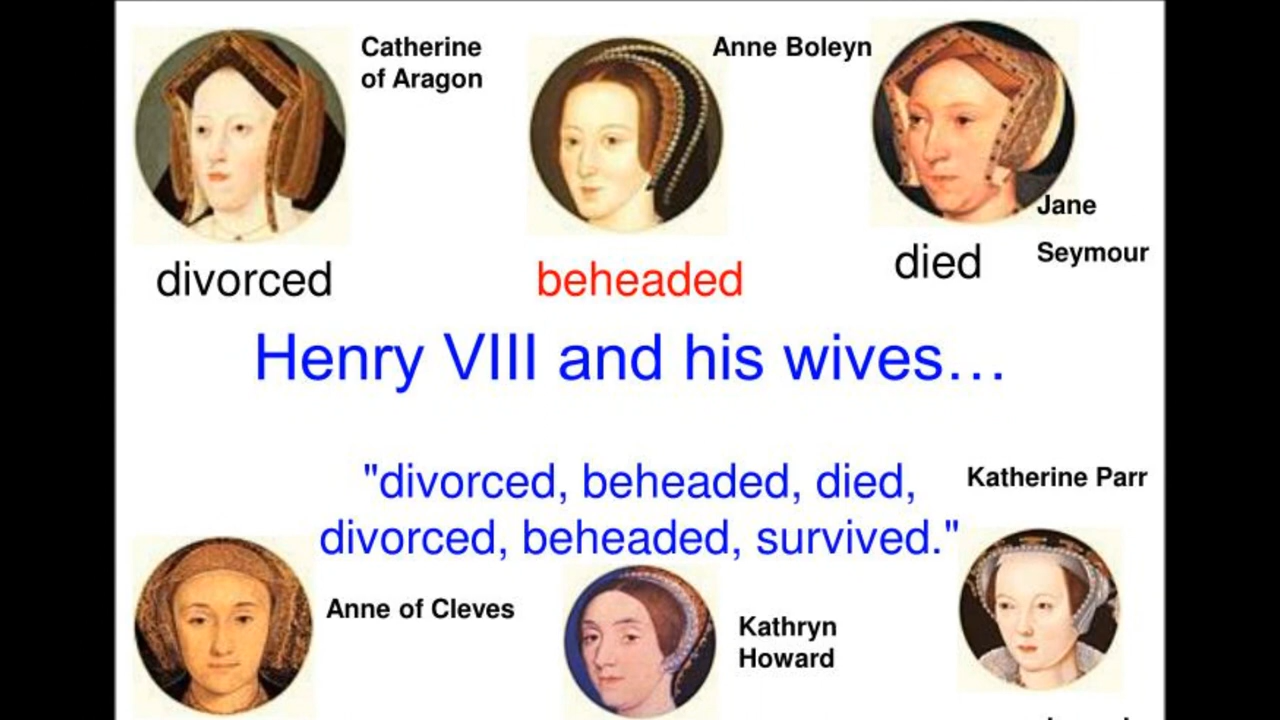 Catherine
of Aragon
Anne Boleyn
Jane
Seymour
divorced
beheaded
died
Henry VIII and his wives…
"divorced, beheaded, died,
divorced, beheaded, survived."
Katherine Parr
Anne of Cleves
Kathryn
Howard